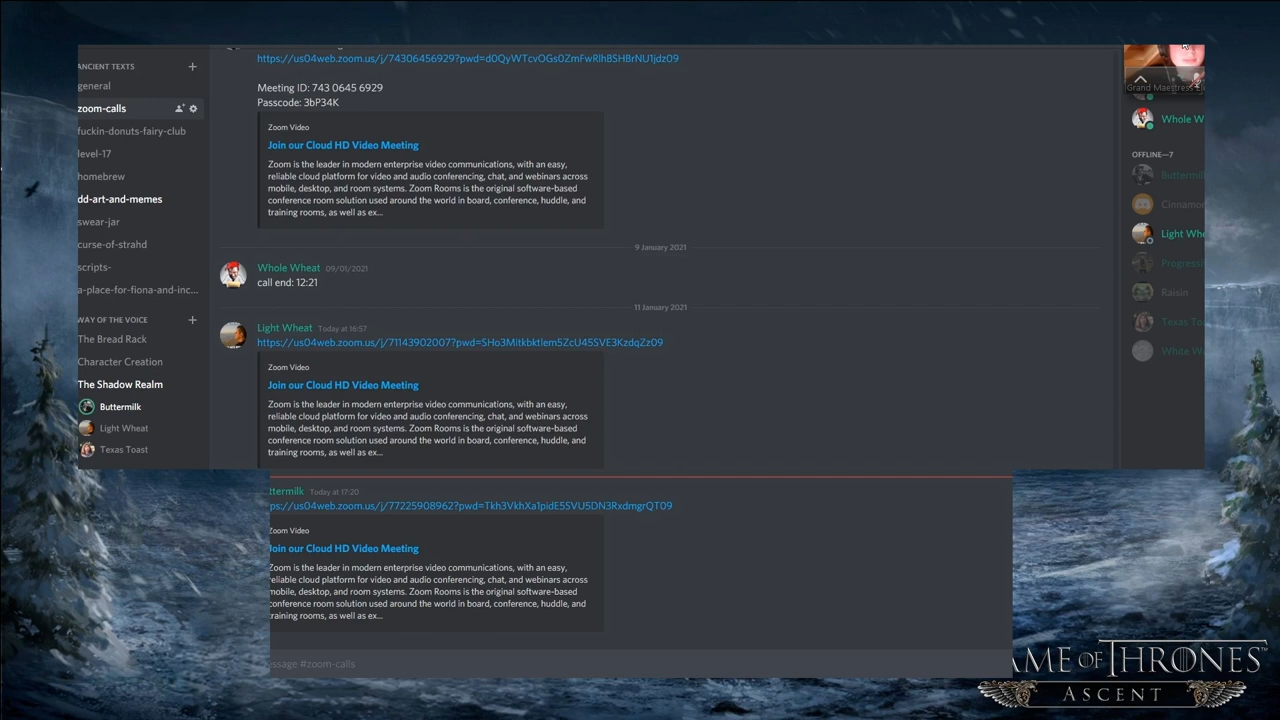 ANCIENT TEXTS
general
zoom-calls
fuckin-donuts-fairy-club
level-17
homebrew
dd-art-and-memes
swear-jar
curse-of-strahd
scripts-
a-place-for-fiona-and-inc...
WAY OF THE VOICE
The Bread Rack
Character Creation
The Shadow Realm
Buttermilk
Light Wheat
Texas Toast
Meeting ID: 743 0645 6929
Passcode: 3bP34K
Zoom Video
Join our Cloud HD Video Meeting
Zoom is the leader in modern enterprise video communications, with an easy,
reliable cloud platform for video and audio conferencing, chat, and webinars across
mobile, desktop, and room systems. Zoom Rooms is the original software-based
conference room solution used around the world in board, conference, huddle, and
training rooms, as well as ex...
9 January 2021
Whole Wheat 09/01/2021
call end: 12:21
11 January 2021
Light Wheat Today at 16:57
https://us04web.zoom.us/j/71143902007?pwd=SHo3MitkbktIem5ZcU45SVE3KzdqZz09
Zoom Video
Join our Cloud HD Video Meeting
Zoom is the leader in modern enterprise video communications, with an easy,
reliable cloud platform for video and audio conferencing, chat, and webinars across
mobile, desktop, and room systems. Zoom Rooms is the original software-based
conference room solution used around the world in board, conference, huddle, and
training rooms, as well as ex...
ttermilk Today at 17:20
ps://us04web.zoom.us/j/77225908962?pwd=Tkh3VkhXa1pidE55VU5DN3RxdmgrQT09
Zoom Video
Join our Cloud HD Video Meeting
Zoom is the leader in modern enterprise video communications, with an easy,
reliable cloud platform for video and audio conferencing, chat, and webinars across
mobile, desktop, and room systems. Zoom Rooms is the original software-based
conference room solution used around the world in board, conference, huddle, and
training rooms, as well as ex...
ssage #zoom-calls
Grand Maegtress El
Whole W
OFFLINE—7
Buttermil
Cinnamo
Light Whe
Progressi
Raisin
Texas To
White W
AME OF THRONES
ASCENT